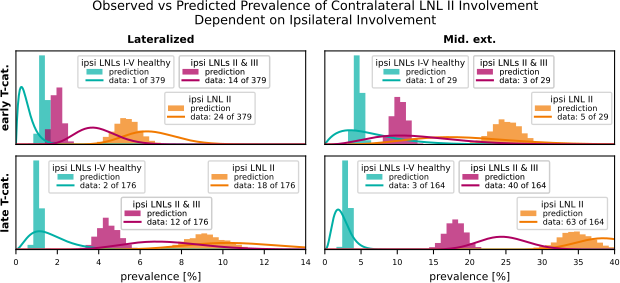 Observed vs Predicted Prevalence of Contralateral LNL II Involvement
Dependent on Ipsilateral Involvement
Lateralized
Mid. ext.
early T-cat.
ipsi LNLs I-V healthy
prediction
data: 1 of 379
ipsi LNLs II & III
prediction
data: 14 of 379
ipsi LNL II
prediction
data: 24 of 379
ipsi LNLs I-V healthy
prediction
data: 1 of 29
ipsi LNLs II & III
prediction
data: 3 of 29
ipsi LNL II
prediction
data: 5 of 29
late T-cat.
ipsi LNLs I-V healthy
prediction
data: 2 of 176
ipsi LNL II
prediction
data: 18 of 176
ipsi LNLs II & III
prediction
data: 12 of 176
ipsi LNLs I-V healthy
prediction
data: 3 of 164
ipsi LNLs II & III
prediction
data: 40 of 164
ipsi LNL II
prediction
data: 63 of 164
0 2 4 6 8 10 12 14
prevalence [%]
0 5 10 15 20 25 30 35 40
prevalence [%]